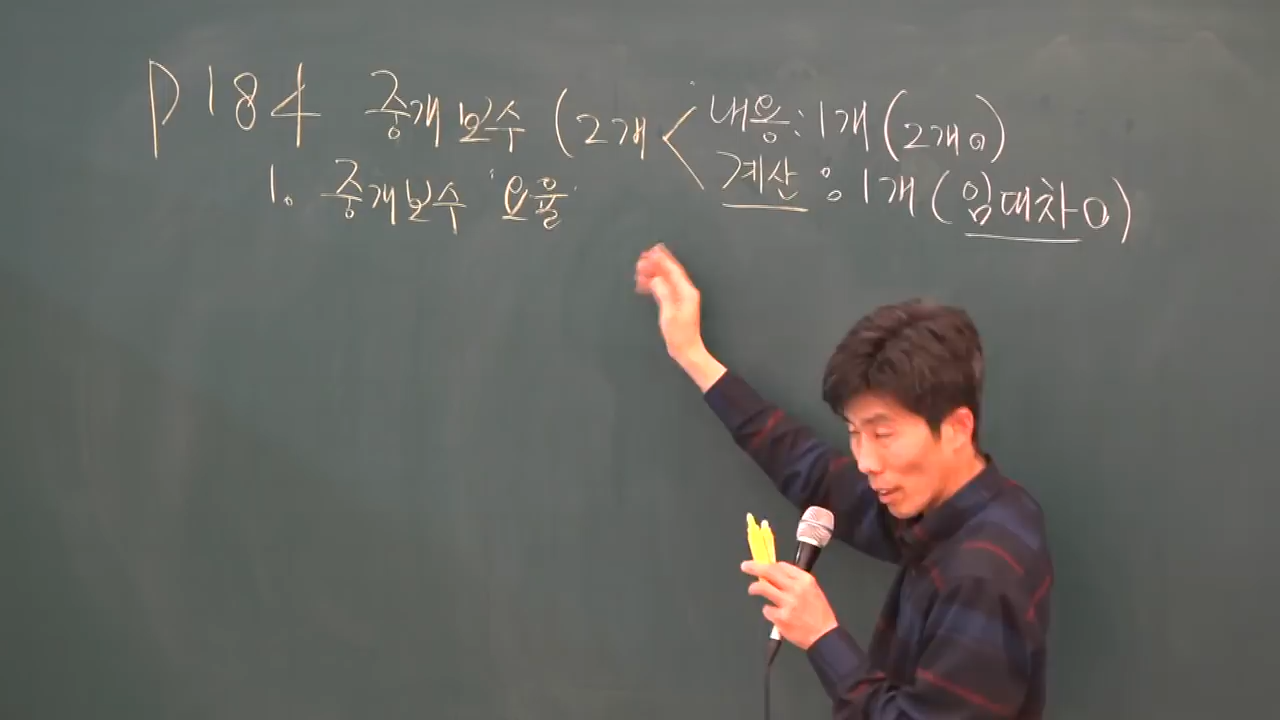 P184 중개보수 (2개 < 내용 : 1개 (2개 0)
계산 : 1개 (임대차 0)
1. 중개보수 '요율'